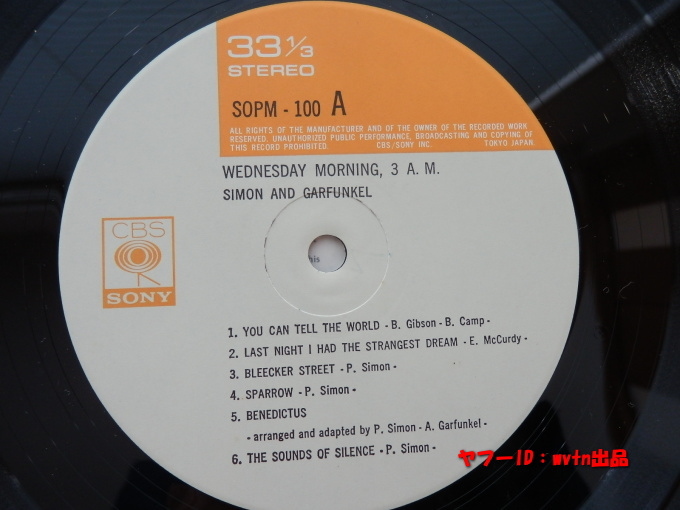 33 1/3
STEREO
SOPM - 100 A
ALL RIGHTS OF THE MANUFACTURER AND OF THE OWNER OF THE RECORDED WORK
RESERVED. UNAUTHORIZED PUBLIC PERFORMANCE, BROADCASTING AND COPYING OF
THIS RECORD PROHIBITED. CBS/SONY INC. TOKYO JAPAN.
WEDNESDAY MORNING, 3 A. M.
SIMON AND GARFUNKEL
CBS
SONY
1. YOU CAN TELL THE WORLD - B. Gibson - B. Camp -
2. LAST NIGHT I HAD THE STRANGEST DREAM - E. McCurdy -
3. BLEECKER STREET - P. Simon -
4. SPARROW - P. Simon -
5. BENEDICTUS
- arranged and adapted by P. Simon - A. Garfunkel -
6. THE SOUNDS OF SILENCE - P. Simon -
ヤフーID：wvtn出品